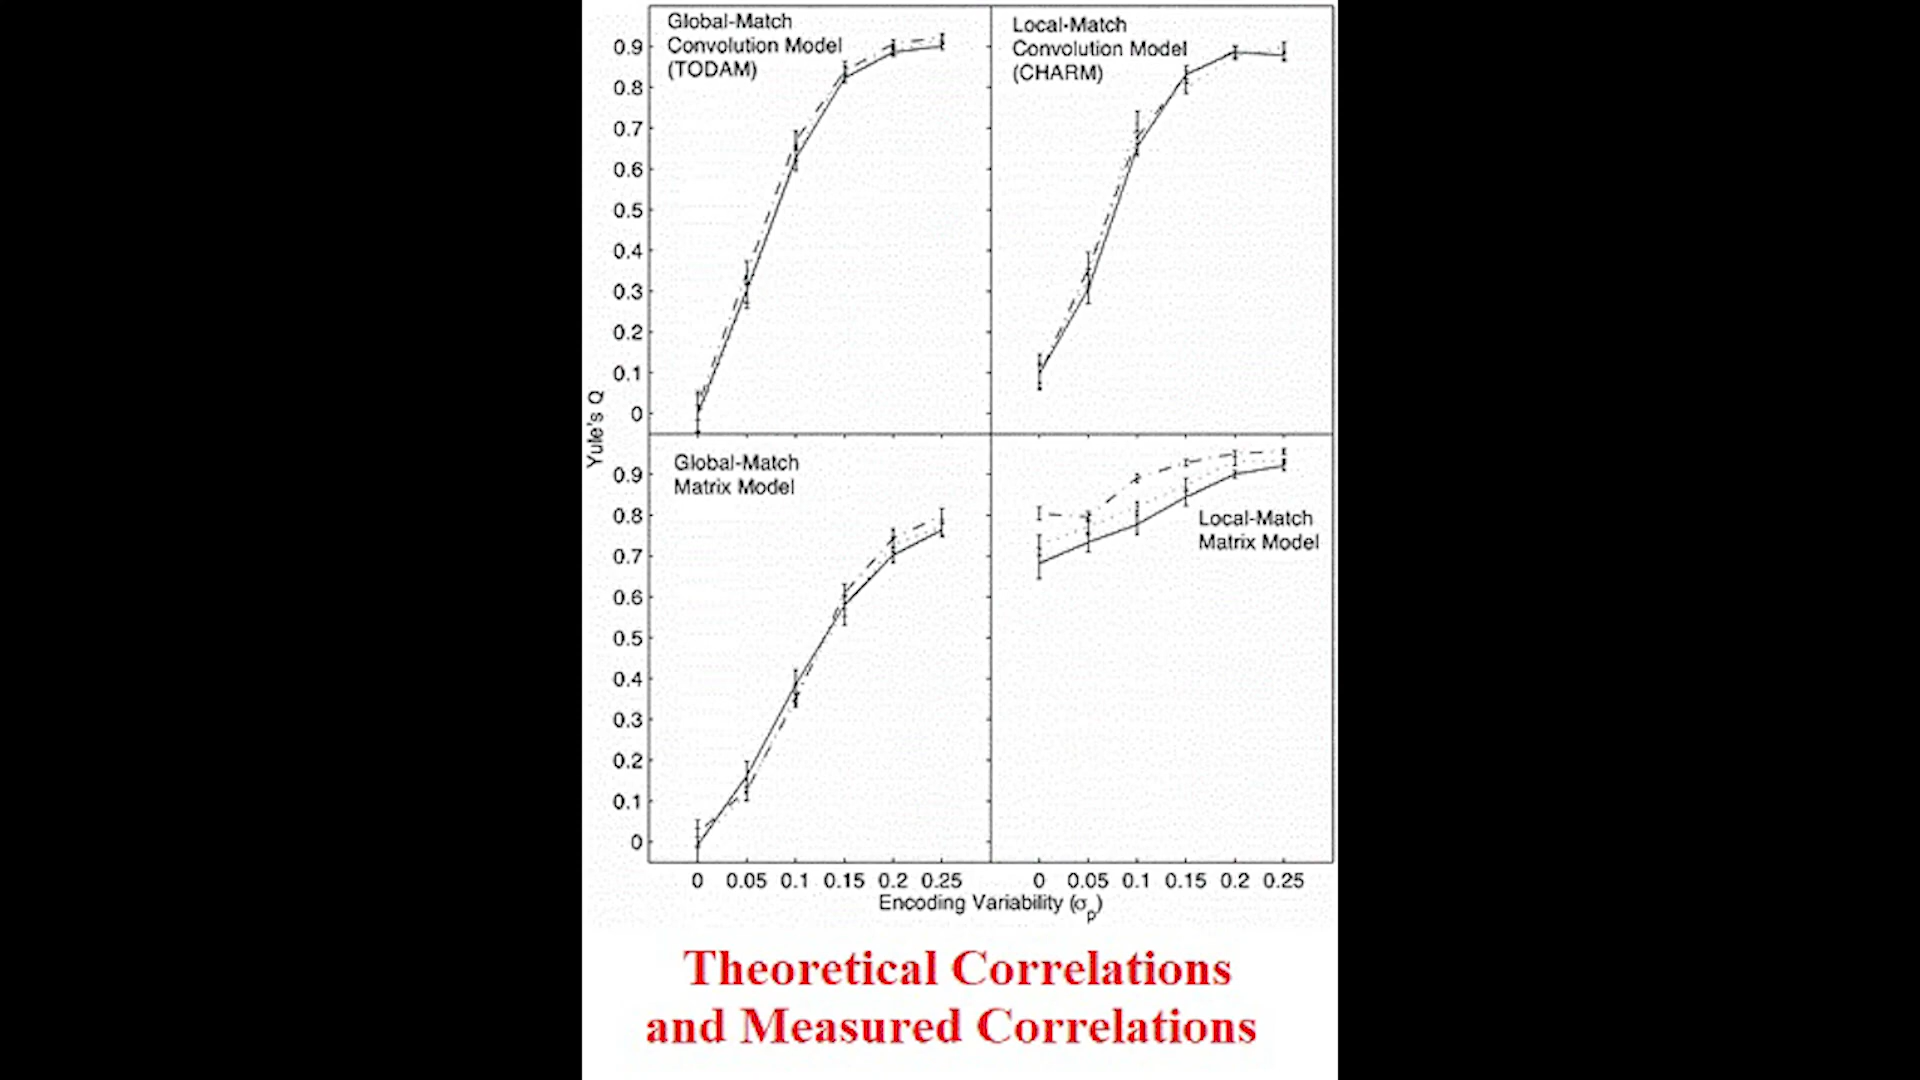 Global-Match
Convolution Model
(TODAM)
Local-Match
Convolution Model
(CHARM)
0.9
0.8
0.7
0.6
0.5
0.4
0.3
0.2
0.1
0
Yule's Q
Global-Match
Matrix Model
Local-Match
Matrix Model
0.9
0.8
0.7
0.6
0.5
0.4
0.3
0.2
0.1
0
0 0.05 0.1 0.15 0.2 0.25
0 0.05 0.1 0.15 0.2 0.25
Encoding Variability (σp)
Theoretical Correlations
and Measured Correlations